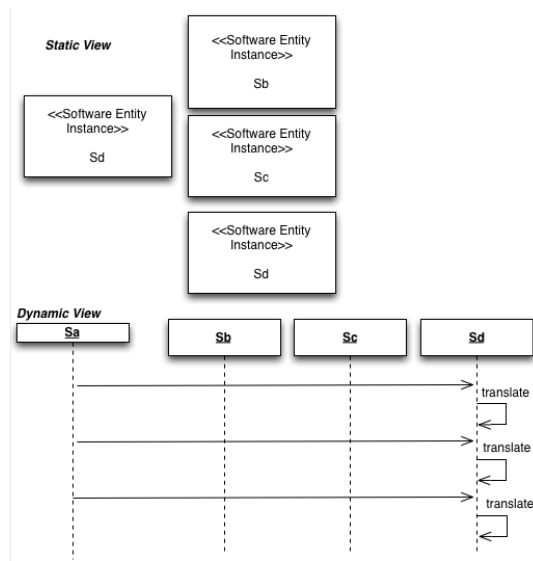 Static View
<<Software Entity
Instance>>
Sb
<<Software Entity
Instance>>
Sd
<<Software Entity
Instance>>
Sc
<<Software Entity
Instance>>
Sd
Dynamic View
Sa
Sb
Sc
Sd
translate
translate
translate